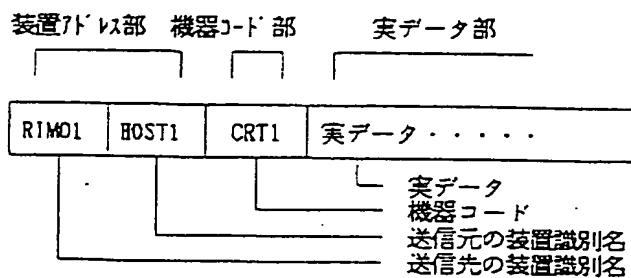 装置ｱﾄﾞﾚｽ部 機器ｺｰﾄﾞ部 実データ部
RIMO1 HOST1 CRT1 実データ・・・・・
実データ
機器コード
送信元の装置識別名
送信先の装置識別名